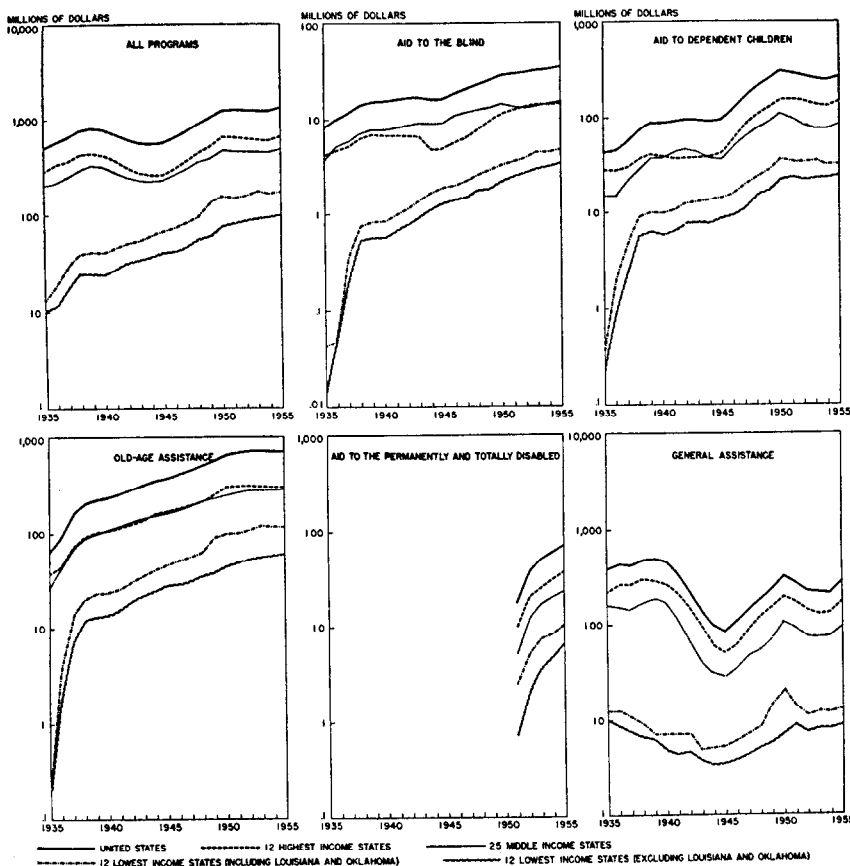 MILLIONS OF DOLLARS
10,000
ALL PROGRAMS
1,000
100
10
1
1935 1940 1945 1950 1955
MILLIONS OF DOLLARS
100
AID TO THE BLIND
10
1
.1
.01
1935 1940 1945 1950 1955
MILLIONS OF DOLLARS
1,000
AID TO DEPENDENT CHILDREN
100
10
1
.1
1935 1940 1945 1950 1955
1,000
OLD-AGE ASSISTANCE
100
10
1
.1
1935 1940 1945 1950 1955
1,000
AID TO THE PERMANENTLY AND TOTALLY DISABLED
100
10
1
.1
1935 1940 1945 1950 1955
10,000
GENERAL ASSISTANCE
1,000
100
10
1
1935 1940 1945 1950 1955
UNITED STATES 12 HIGHEST INCOME STATES 25 MIDDLE INCOME STATES
12 LOWEST INCOME STATES (INCLUDING LOUISIANA AND OKLAHOMA) 12 LOWEST INCOME STATES (EXCLUDING LOUISIANA AND OKLAHOMA)